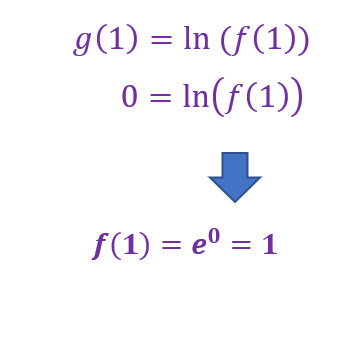 g(1) = ln (f(1))
0 = ln(f(1))
f(1) = e⁰ = 1